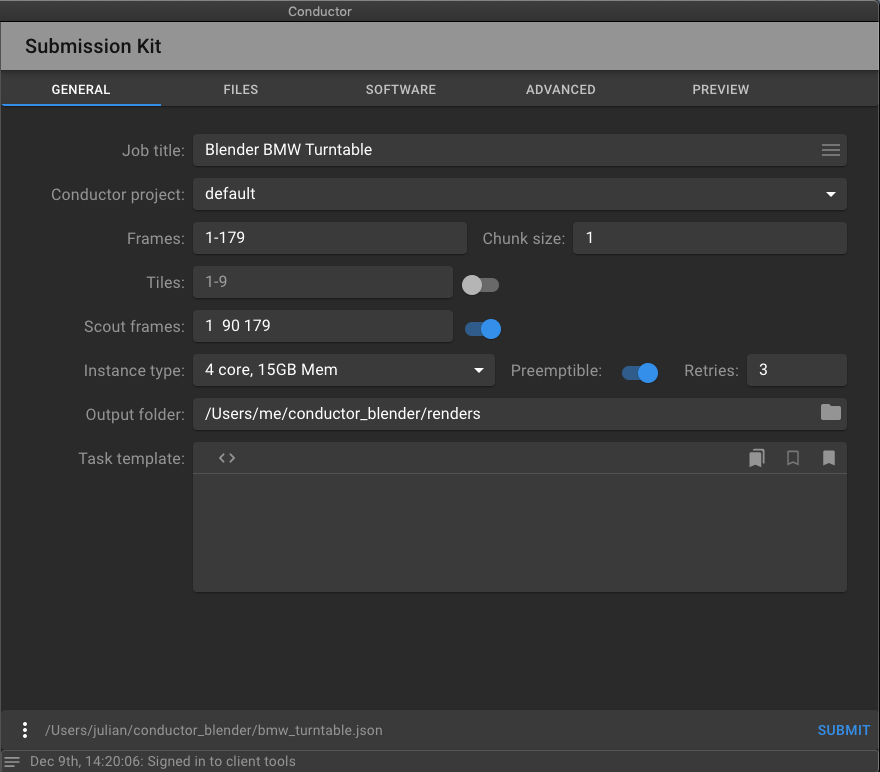 Conductor
Submission Kit
GENERAL FILES SOFTWARE ADVANCED PREVIEW
Job title: Blender BMW Turntable
Conductor project: default
Frames: 1-179 Chunk size: 1
Tiles: 1-9
Scout frames: 1 90 179
Instance type: 4 core, 15GB Mem Preemptible: Retries: 3
Output folder: /Users/me/conductor_blender/renders
Task template: <>
/Users/julian/conductor_blender/bmw_turntable.json SUBMIT
Dec 9th, 14:20:06: Signed in to client tools